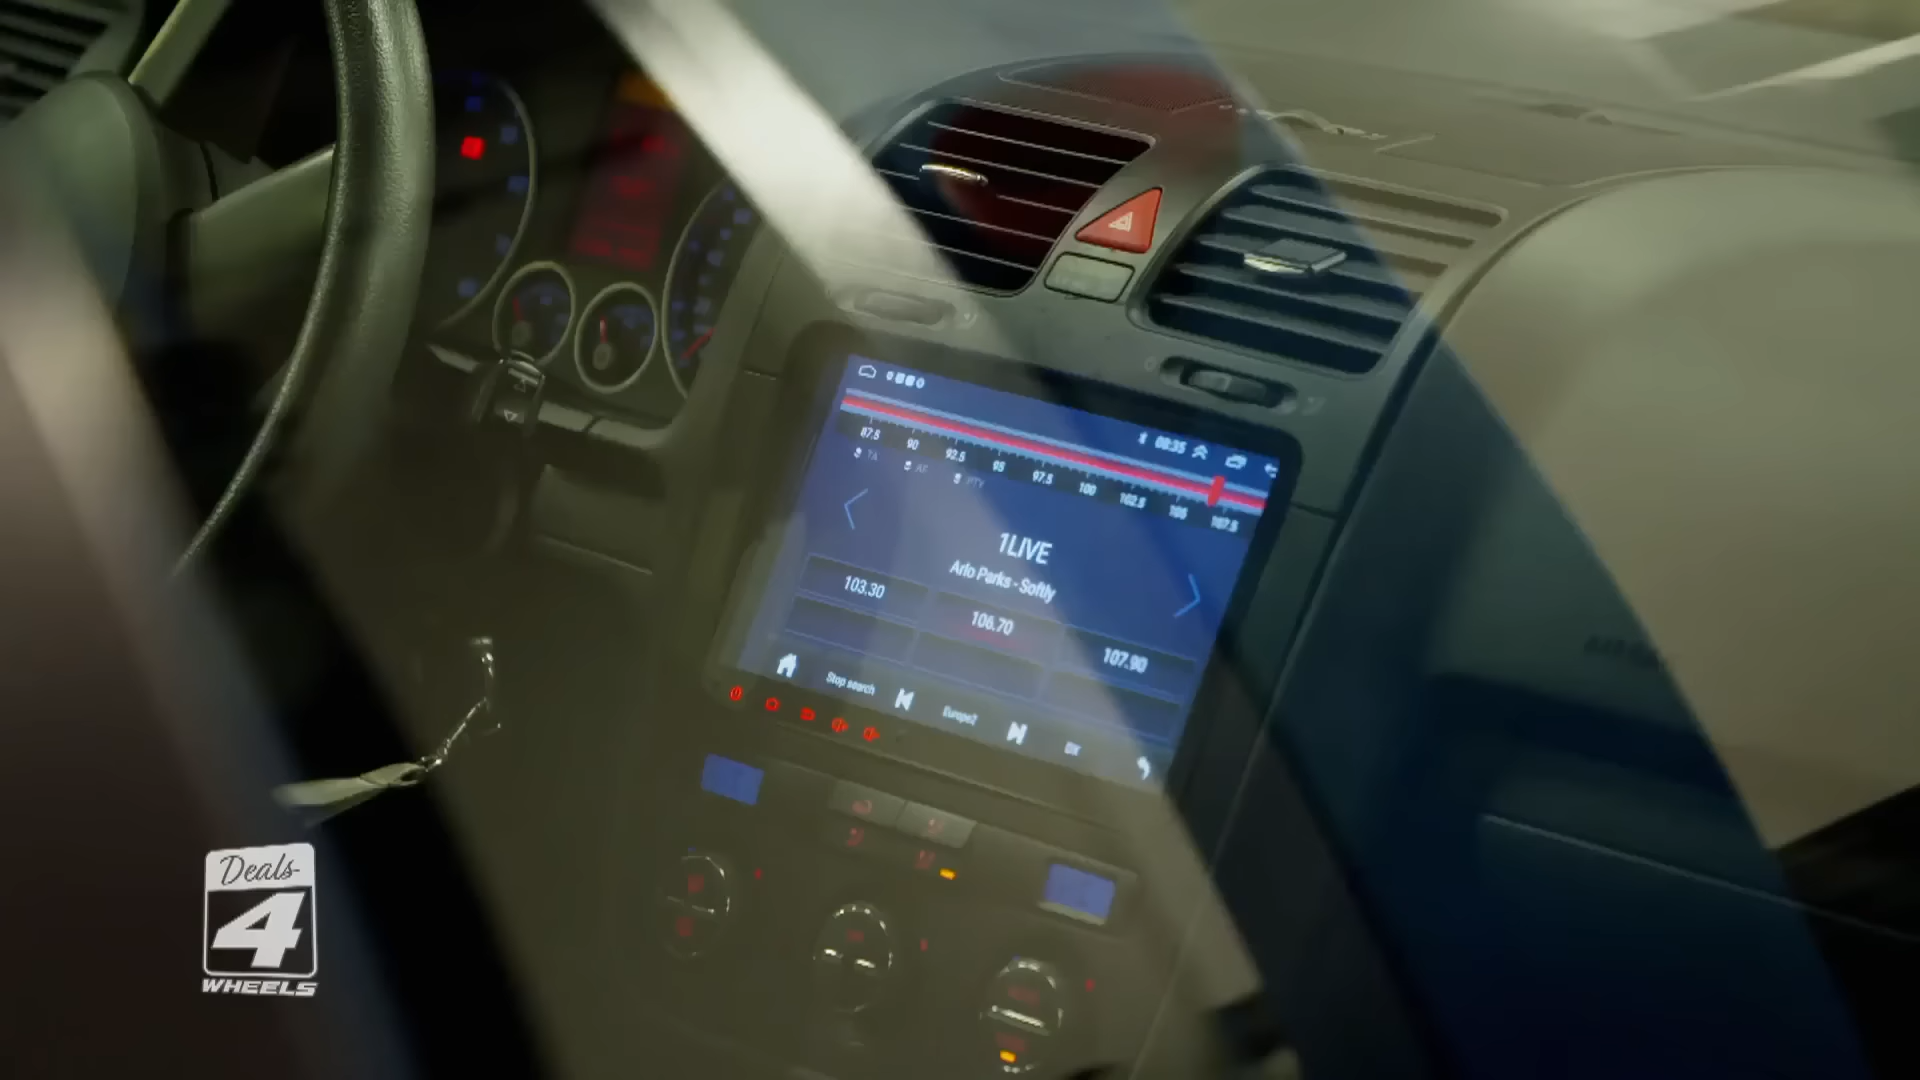 08:35
87.5 90 92.5 95 97.5 100 102.5 105 107.5
TA AF PTY
1LIVE
Arlo Parks - Softly
103.30 106.70 107.90
Stop search Europe2 DX
Deals
4
WHEELS